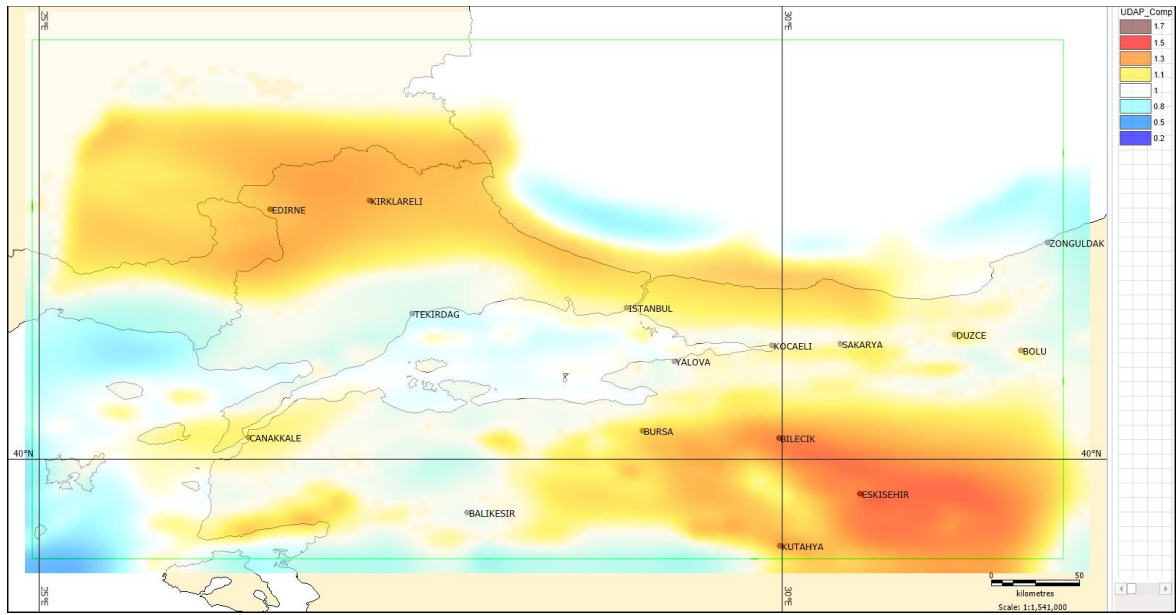 25°E
30°E
UDAP_Comp
1.7
1.5
1.3
1.1
1
0.8
0.5
0.2
KIRKLARELI
EDIRNE
ZONGULDAK
ISTANBUL
TEKIRDAG
DUZCE
KOCAELI
SAKARYA
BOLU
YALOVA
BURSA
CANAKKALE
BILECIK
40°N
40°N
ESKISEHIR
BALIKESIR
KUTAHYA
0 50
kilometres
25°E
30°E
Scale: 1:1,541,000